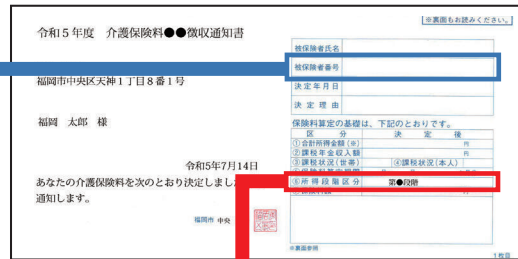 [※裏面もお読みください。]
令和5年度 介護保険料●●徴収通知書
被保険者氏名
被保険者番号
福岡市中央区天神1丁目8番1号
決定年月日
決定理由
福岡 太郎 様
保険料算定の基礎は、下記のとおりです。
区 分 決 定 後
①合計所得金額(※) 円
②課税年金収入額 円
③課税状況(世帯) ④課税状況(本人)
令和5年7月14日
あなたの介護保険料を次のとおり決定しまし
⑥所得段階区分 第●段階
通知します。
円
福岡市 中央
※裏面参照
1枚目